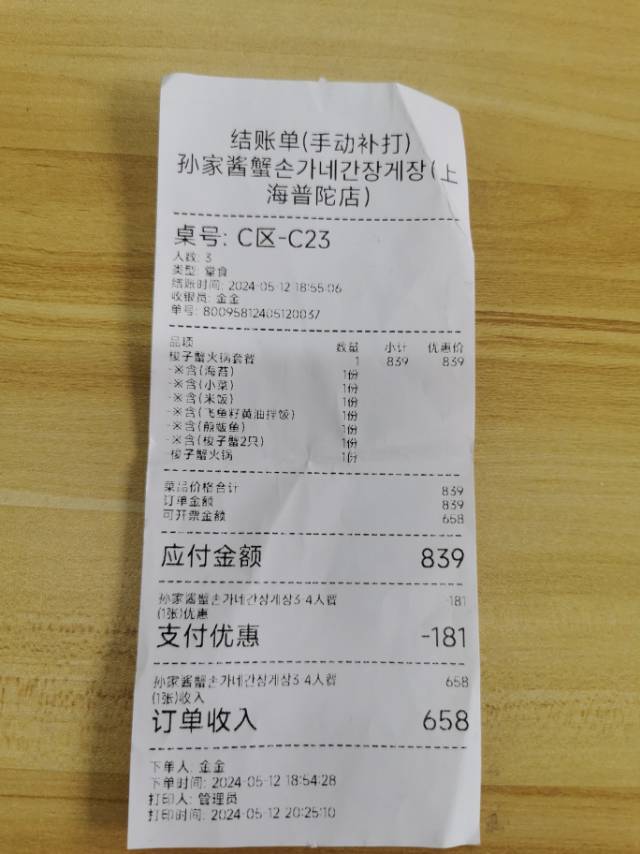 结账单(手动补打)
孙家酱蟹손가네간장게장(上
海普陀店)
桌号: C区-C23
人数: 3
类型: 堂食
结账时间: 2024-05-12 18:55:06
收银员: 金金
单号: 80095812405120037
品项 数量 小计 优惠价
梭子蟹火锅套餐 1 839 839
-※含(海苔) 1份
-※含(小菜) 1份
-※含(米饭) 1份
-※含(飞鱼籽黄油拌饭) 1份
-※含(煎鲅鱼) 1份
-※含(梭子蟹2只) 1份
-梭子蟹火锅 1份
菜品价格合计 839
订单金额 839
可开票金额 658
应付金额 839
孙家酱蟹손가네간장게장3-4人餐 -181
(1张)优惠
支付优惠 -181
孙家酱蟹손가네간장게장3-4人餐 658
(1张)收入
订单收入 658
下单人: 金金
下单时间: 2024-05-12 18:54:28
打印人: 管理员
打印时间: 2024-05-12 20:25:10